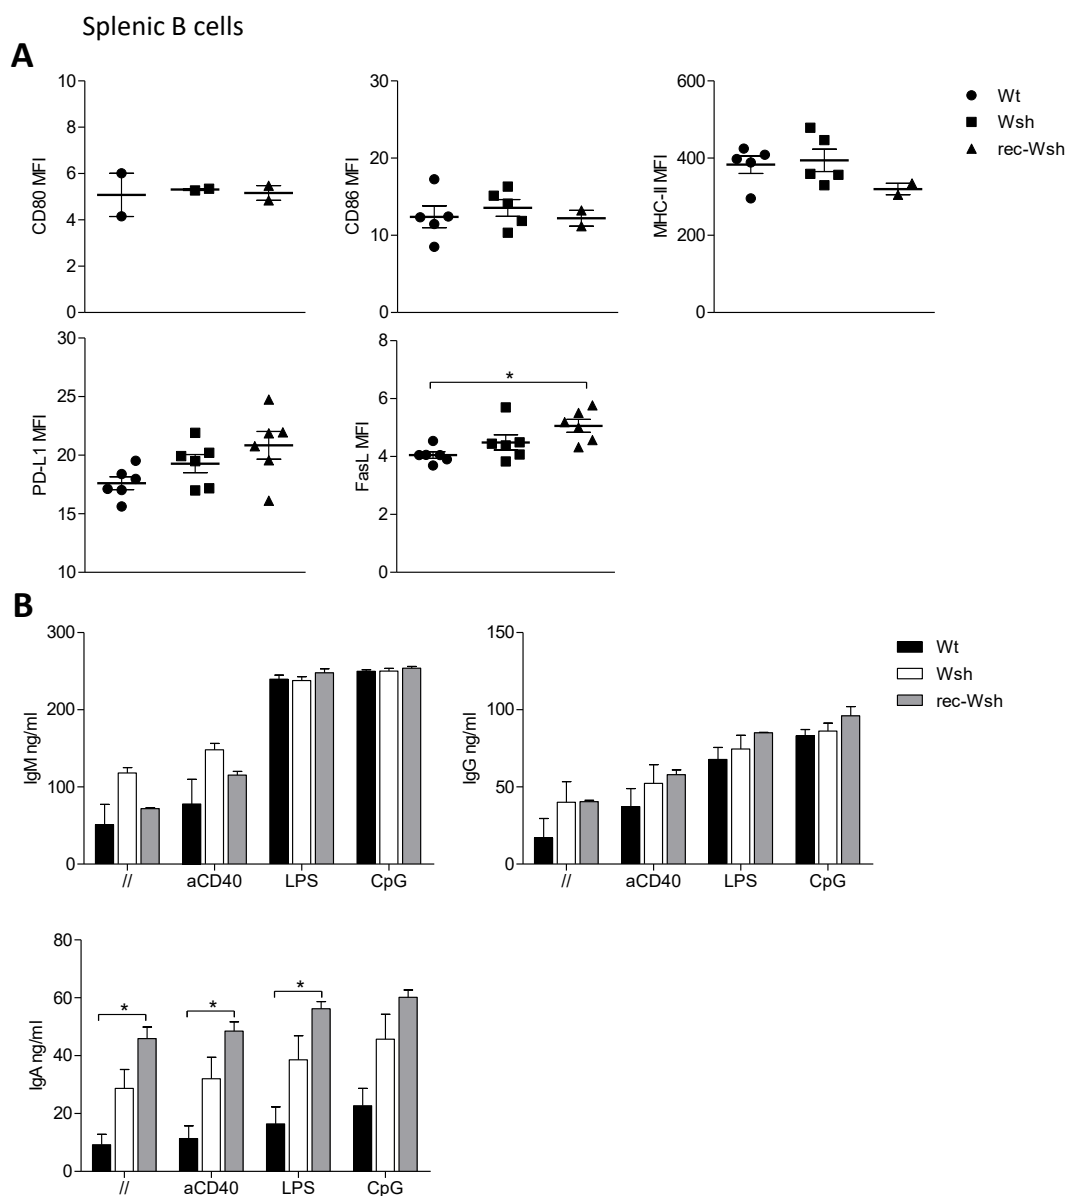 Splenic B cells
A
10
8
6
4
2
0
CD80 MFI
30
20
10
0
CD86 MFI
600
400
200
0
MHC-II MFI
Wt
Wsh
rec-Wsh
30
25
20
15
10
PD-L1 MFI
8
6
4
2
0
FasL MFI
*
B
300
200
100
0
IgM ng/ml
// aCD40 LPS CpG
150
100
50
0
IgG ng/ml
// aCD40 LPS CpG
Wt
Wsh
rec-Wsh
80
60
40
20
0
IgA ng/ml
* * *
// aCD40 LPS CpG